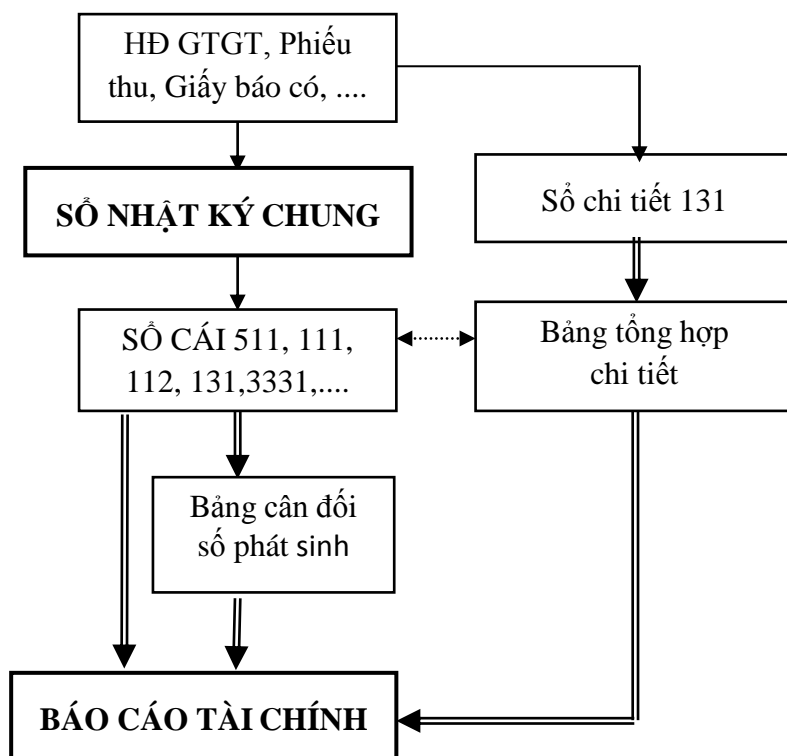 HĐ GTGT, Phiếu
thu, Giấy báo có, ....
SỔ NHẬT KÝ CHUNG
Sổ chi tiết 131
SỔ CÁI 511, 111,
112, 131,3331,....
Bảng tổng hợp
chi tiết
Bảng cân đối
số phát sinh
BÁO CÁO TÀI CHÍNH